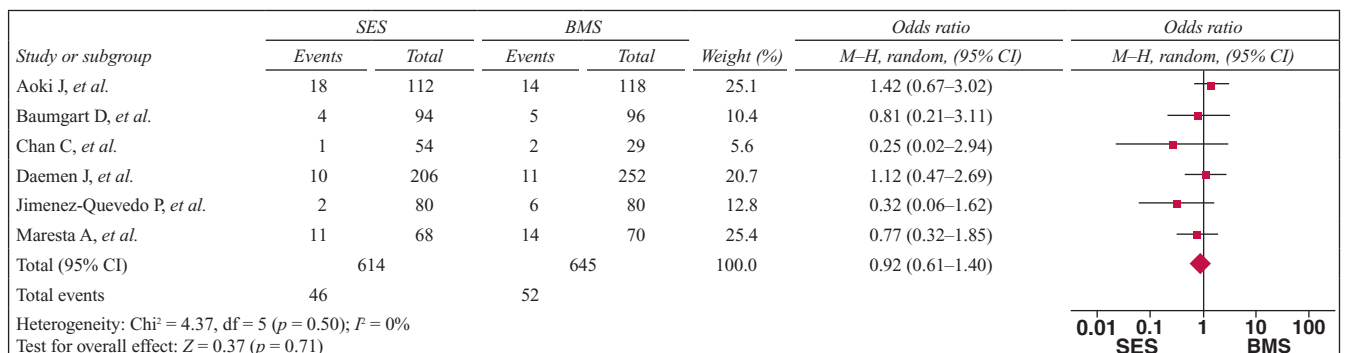 SES BMS Odds ratio Odds ratio
Study or subgroup Events Total Events Total Weight (%) M–H, random, (95% CI) M–H, random, (95% CI)
Aoki J, et al. 18 112 14 118 25.1 1.42 (0.67–3.02)
Baumgart D, et al. 4 94 5 96 10.4 0.81 (0.21–3.11)
Chan C, et al. 1 54 2 29 5.6 0.25 (0.02–2.94)
Daemen J, et al. 10 206 11 252 20.7 1.12 (0.47–2.69)
Jimenez-Quevedo P, et al. 2 80 6 80 12.8 0.32 (0.06–1.62)
Maresta A, et al. 11 68 14 70 25.4 0.77 (0.32–1.85)
Total (95% CI) 614 645 100.0 0.92 (0.61–1.40)
Total events 46 52
Heterogeneity: Chi² = 4.37, df = 5 (p = 0.50); I² = 0%
0.01 0.1 1 10 100
Test for overall effect: Z = 0.37 (p = 0.71)
SES BMS